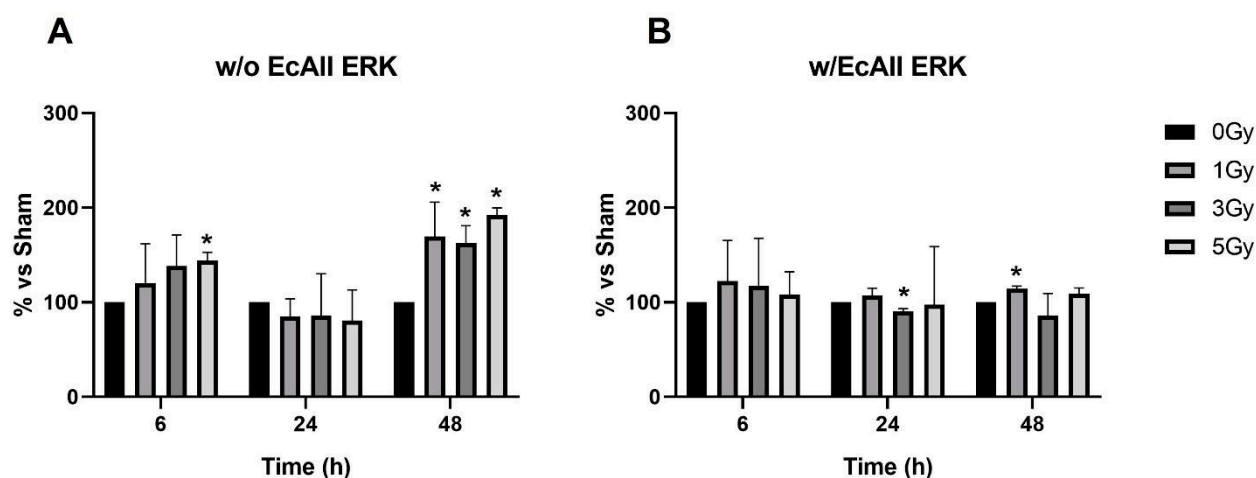 A
w/o EcAII ERK
% vs Sham
300
200
100
0
*
*
*
*
6
24
48
Time (h)
B
w/EcAII ERK
% vs Sham
300
200
100
0
*
*
6
24
48
Time (h)
0Gy
1Gy
3Gy
5Gy